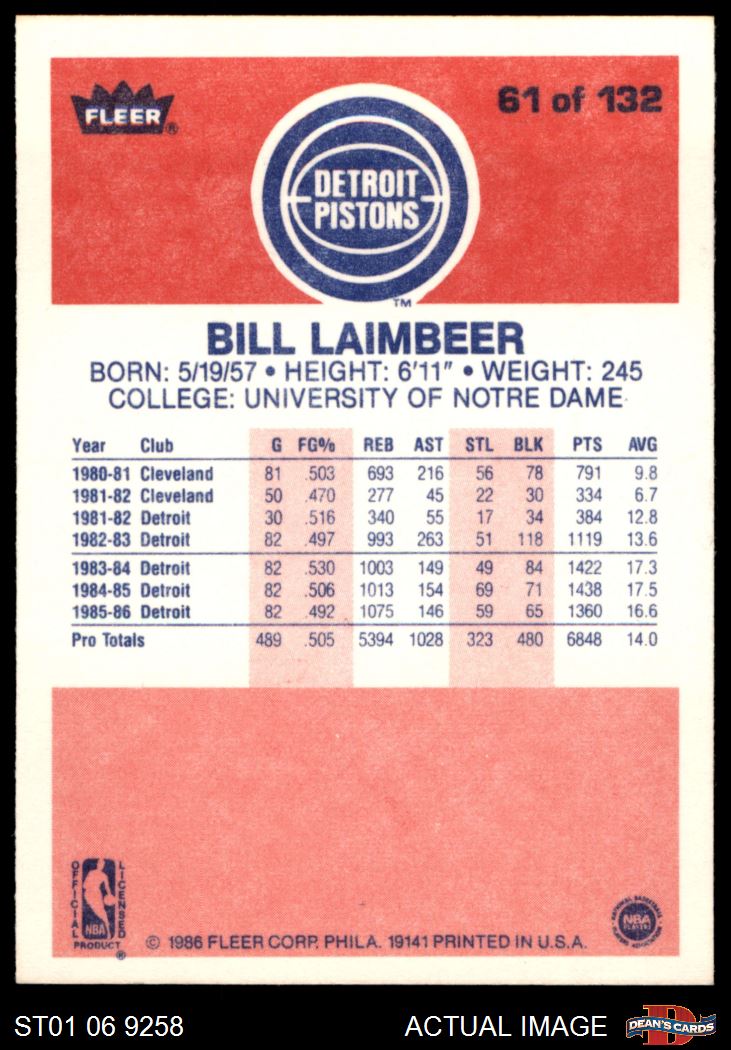 FLEER®
61 of 132
DETROIT
PISTONS
TM
BILL LAIMBEER
BORN: 5/19/57 • HEIGHT: 6'11" • WEIGHT: 245
COLLEGE: UNIVERSITY OF NOTRE DAME
Year Club G FG% REB AST STL BLK PTS AVG
1980-81 Cleveland 81 .503 693 216 56 78 791 9.8
1981-82 Cleveland 50 .470 277 45 22 30 334 6.7
1981-82 Detroit 30 .516 340 55 17 34 384 12.8
1982-83 Detroit 82 .497 993 263 51 118 1119 13.6
1983-84 Detroit 82 .530 1003 149 49 84 1422 17.3
1984-85 Detroit 82 .506 1013 154 69 71 1438 17.5
1985-86 Detroit 82 .492 1075 146 59 65 1360 16.6
Pro Totals 489 .505 5394 1028 323 480 6848 14.0
OFFICIAL
LICENSED
NBA
PRODUCT®
© 1986 FLEER CORP. PHILA. 19141 PRINTED IN U.S.A.
NATIONAL BASKETBALL
NBA
PLAYERS
ASSOCIATION
ST01 06 9258
ACTUAL IMAGE
D
DEAN'S CARDS